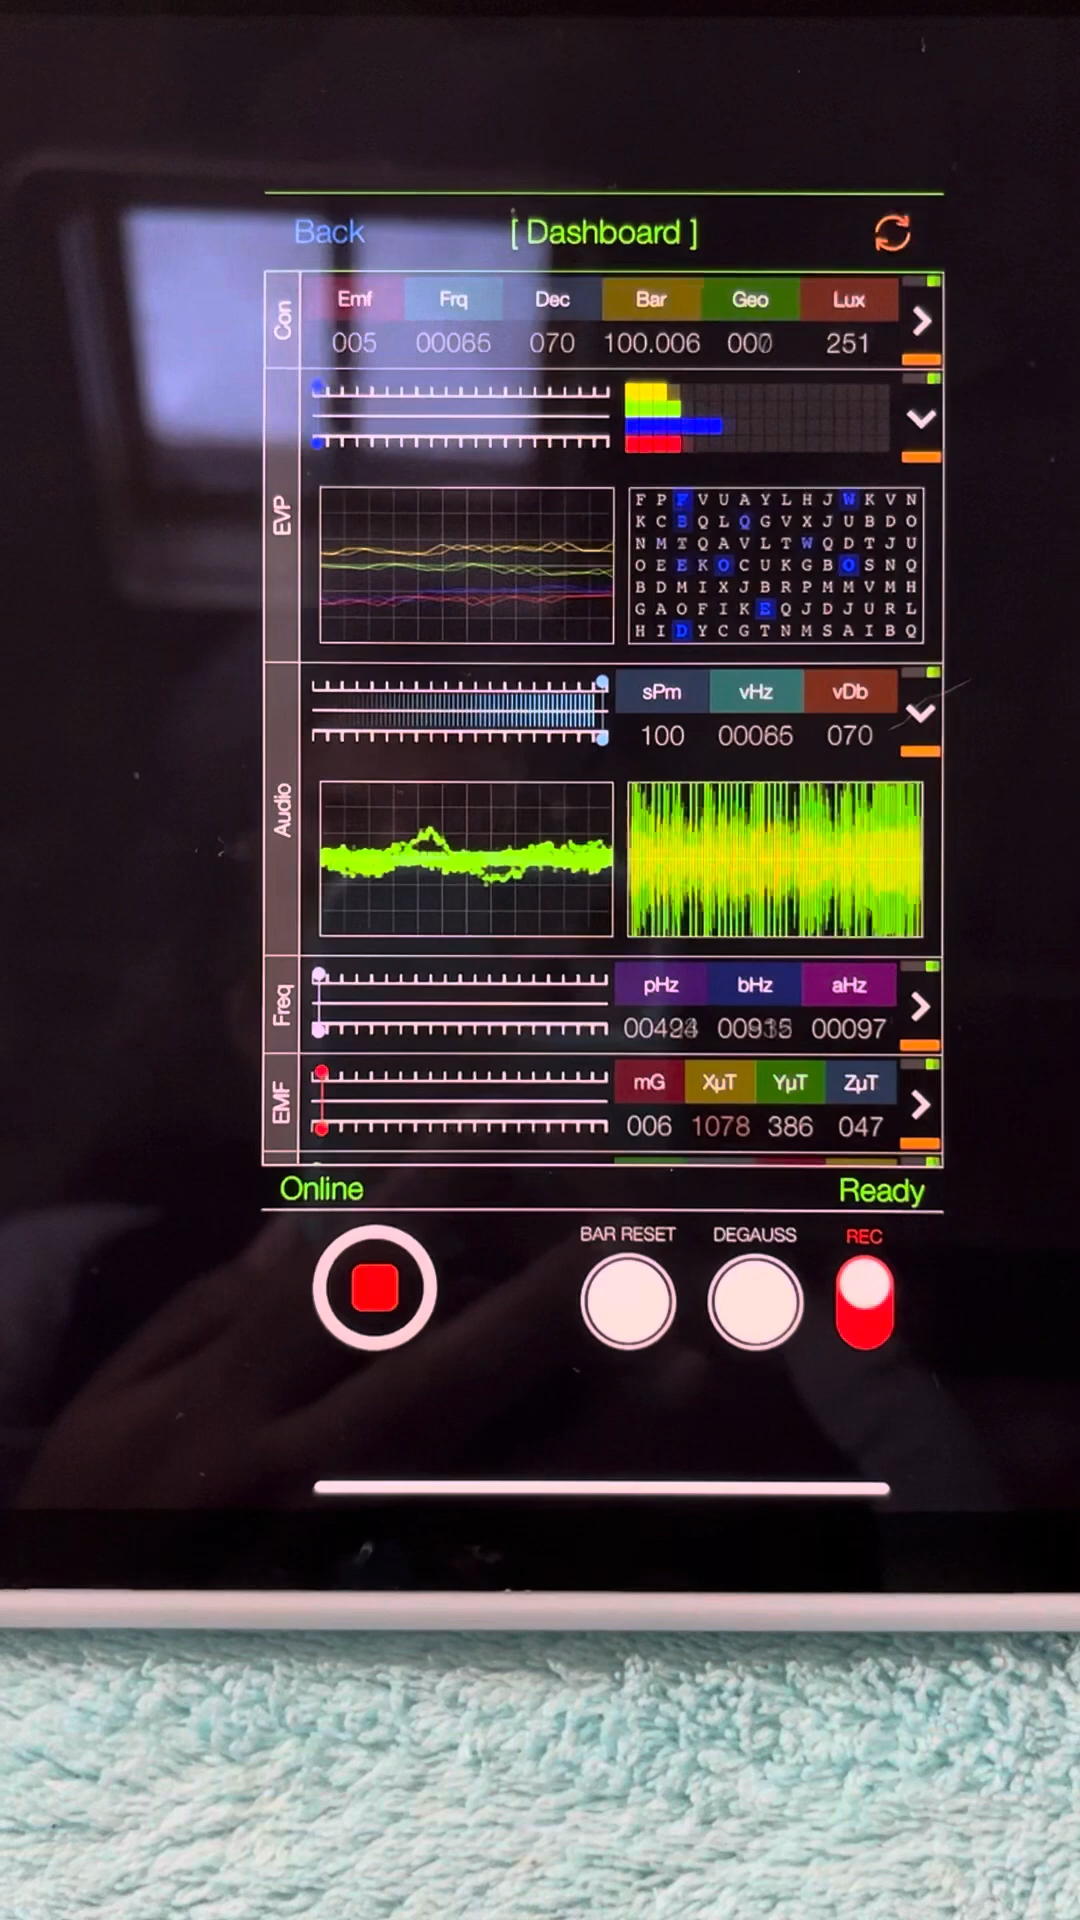 Back [ Dashboard ]
Con Emf Frq Dec Bar Geo Lux
005 00065 070 100.006 000 251
EVP
F P F V U A Y L H J W K V N
K C B Q L Q G V X J U B D O
N M I Q A V L T W Q D T J U
O E E K O C U K G B O S N Q
B D M I X J B R P M M V M H
G A O F I K E Q J D J U R L
H I D Y C G T N M S A I B Q
Audio sPm vHz vDb
100 00065 070
Freq pHz bHz aHz
00097
EMF mG XµT YµT ZµT
006 1078 386 047
Online Ready
BAR RESET DEGAUSS REC